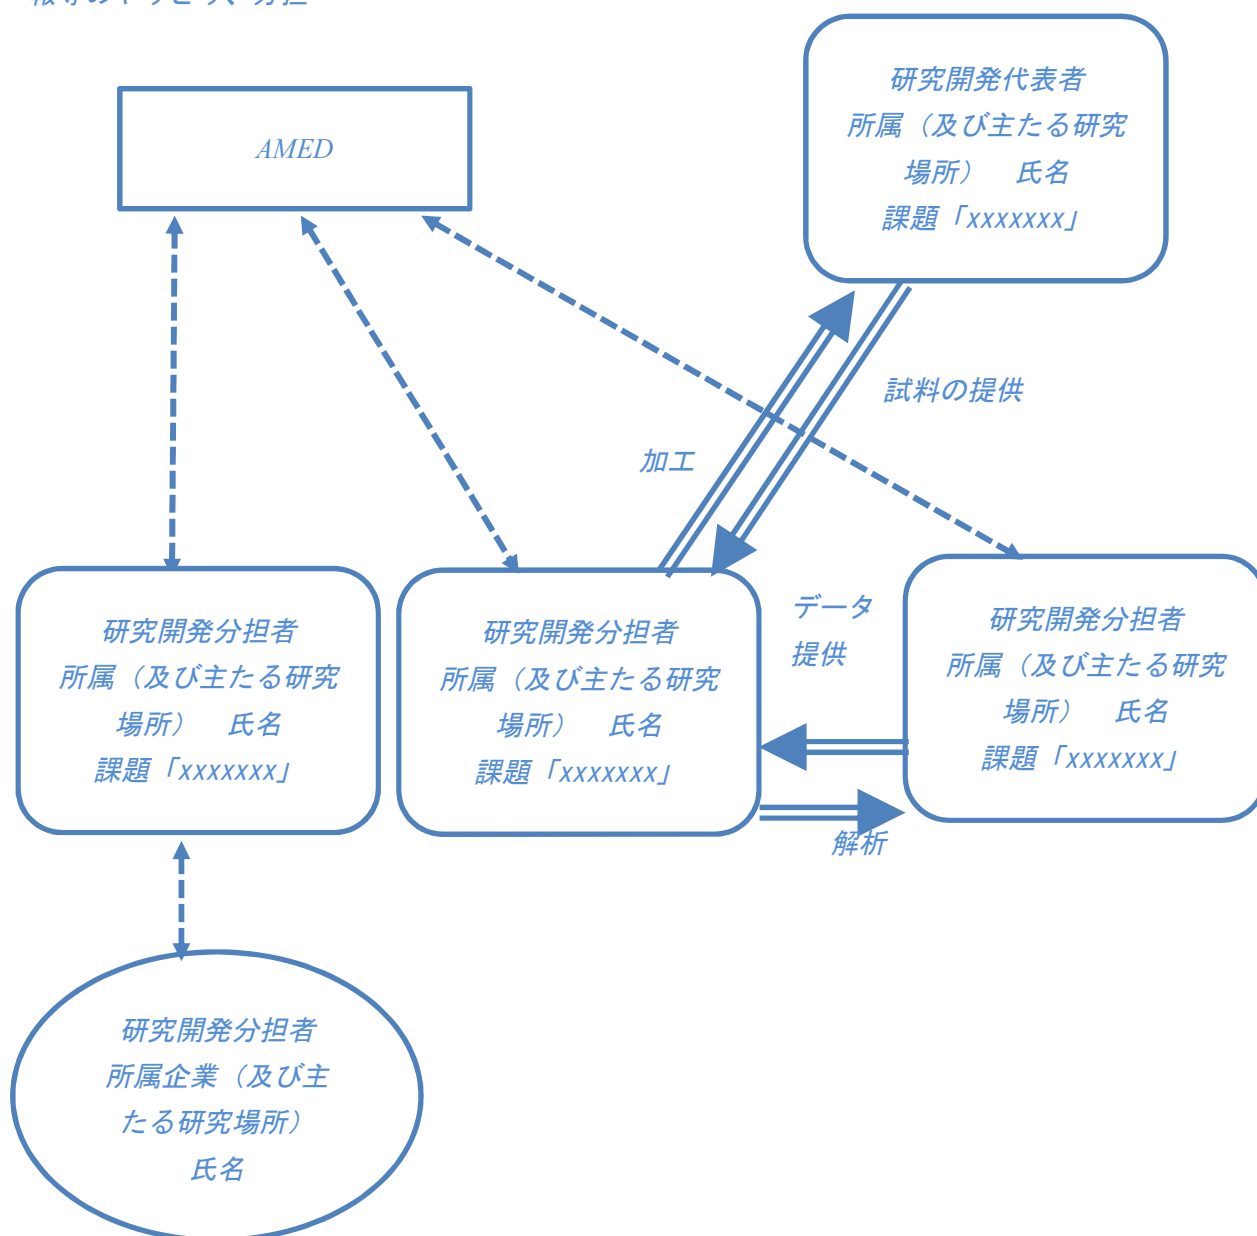 研究開発代表者
所属（及び主たる研究
場所）　氏名
課題「xxxxxxx」
AMED
試料の提供
加工
研究開発分担者
所属（及び主たる研究
場所）　氏名
課題「xxxxxxx」
研究開発分担者
所属（及び主たる研究
場所）　氏名
課題「xxxxxxx」
データ
提供
研究開発分担者
所属（及び主たる研究
場所）　氏名
課題「xxxxxxx」
解析
研究開発分担者
所属企業（及び主
たる研究場所）
氏名